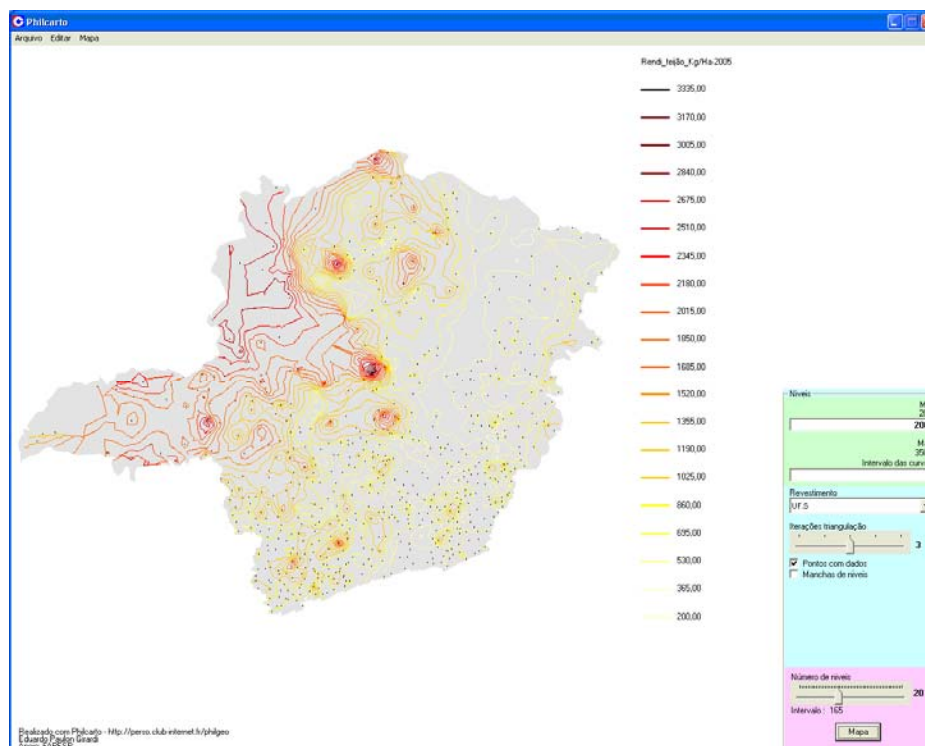 Philcarto
Arquivo Editar Mapa
Rendi_feijão_Kg/Ha-2005
3335,00
3170,00
3005,00
2840,00
2675,00
2510,00
2345,00
2180,00
2015,00
1850,00
1685,00
1520,00
1355,00
1190,00
1025,00
860,00
695,00
530,00
365,00
200,00
Níveis
Intervalo das curv
Revestimento
UF.S
Iterações triangulação
3
Pontos com dados
Manchas de níveis
Número de níveis
20
Intervalo : 165
Mapa
Realizado com Philcarto - http://perso.club-internet.fr/philgeo
Eduardo Paulon Girardi